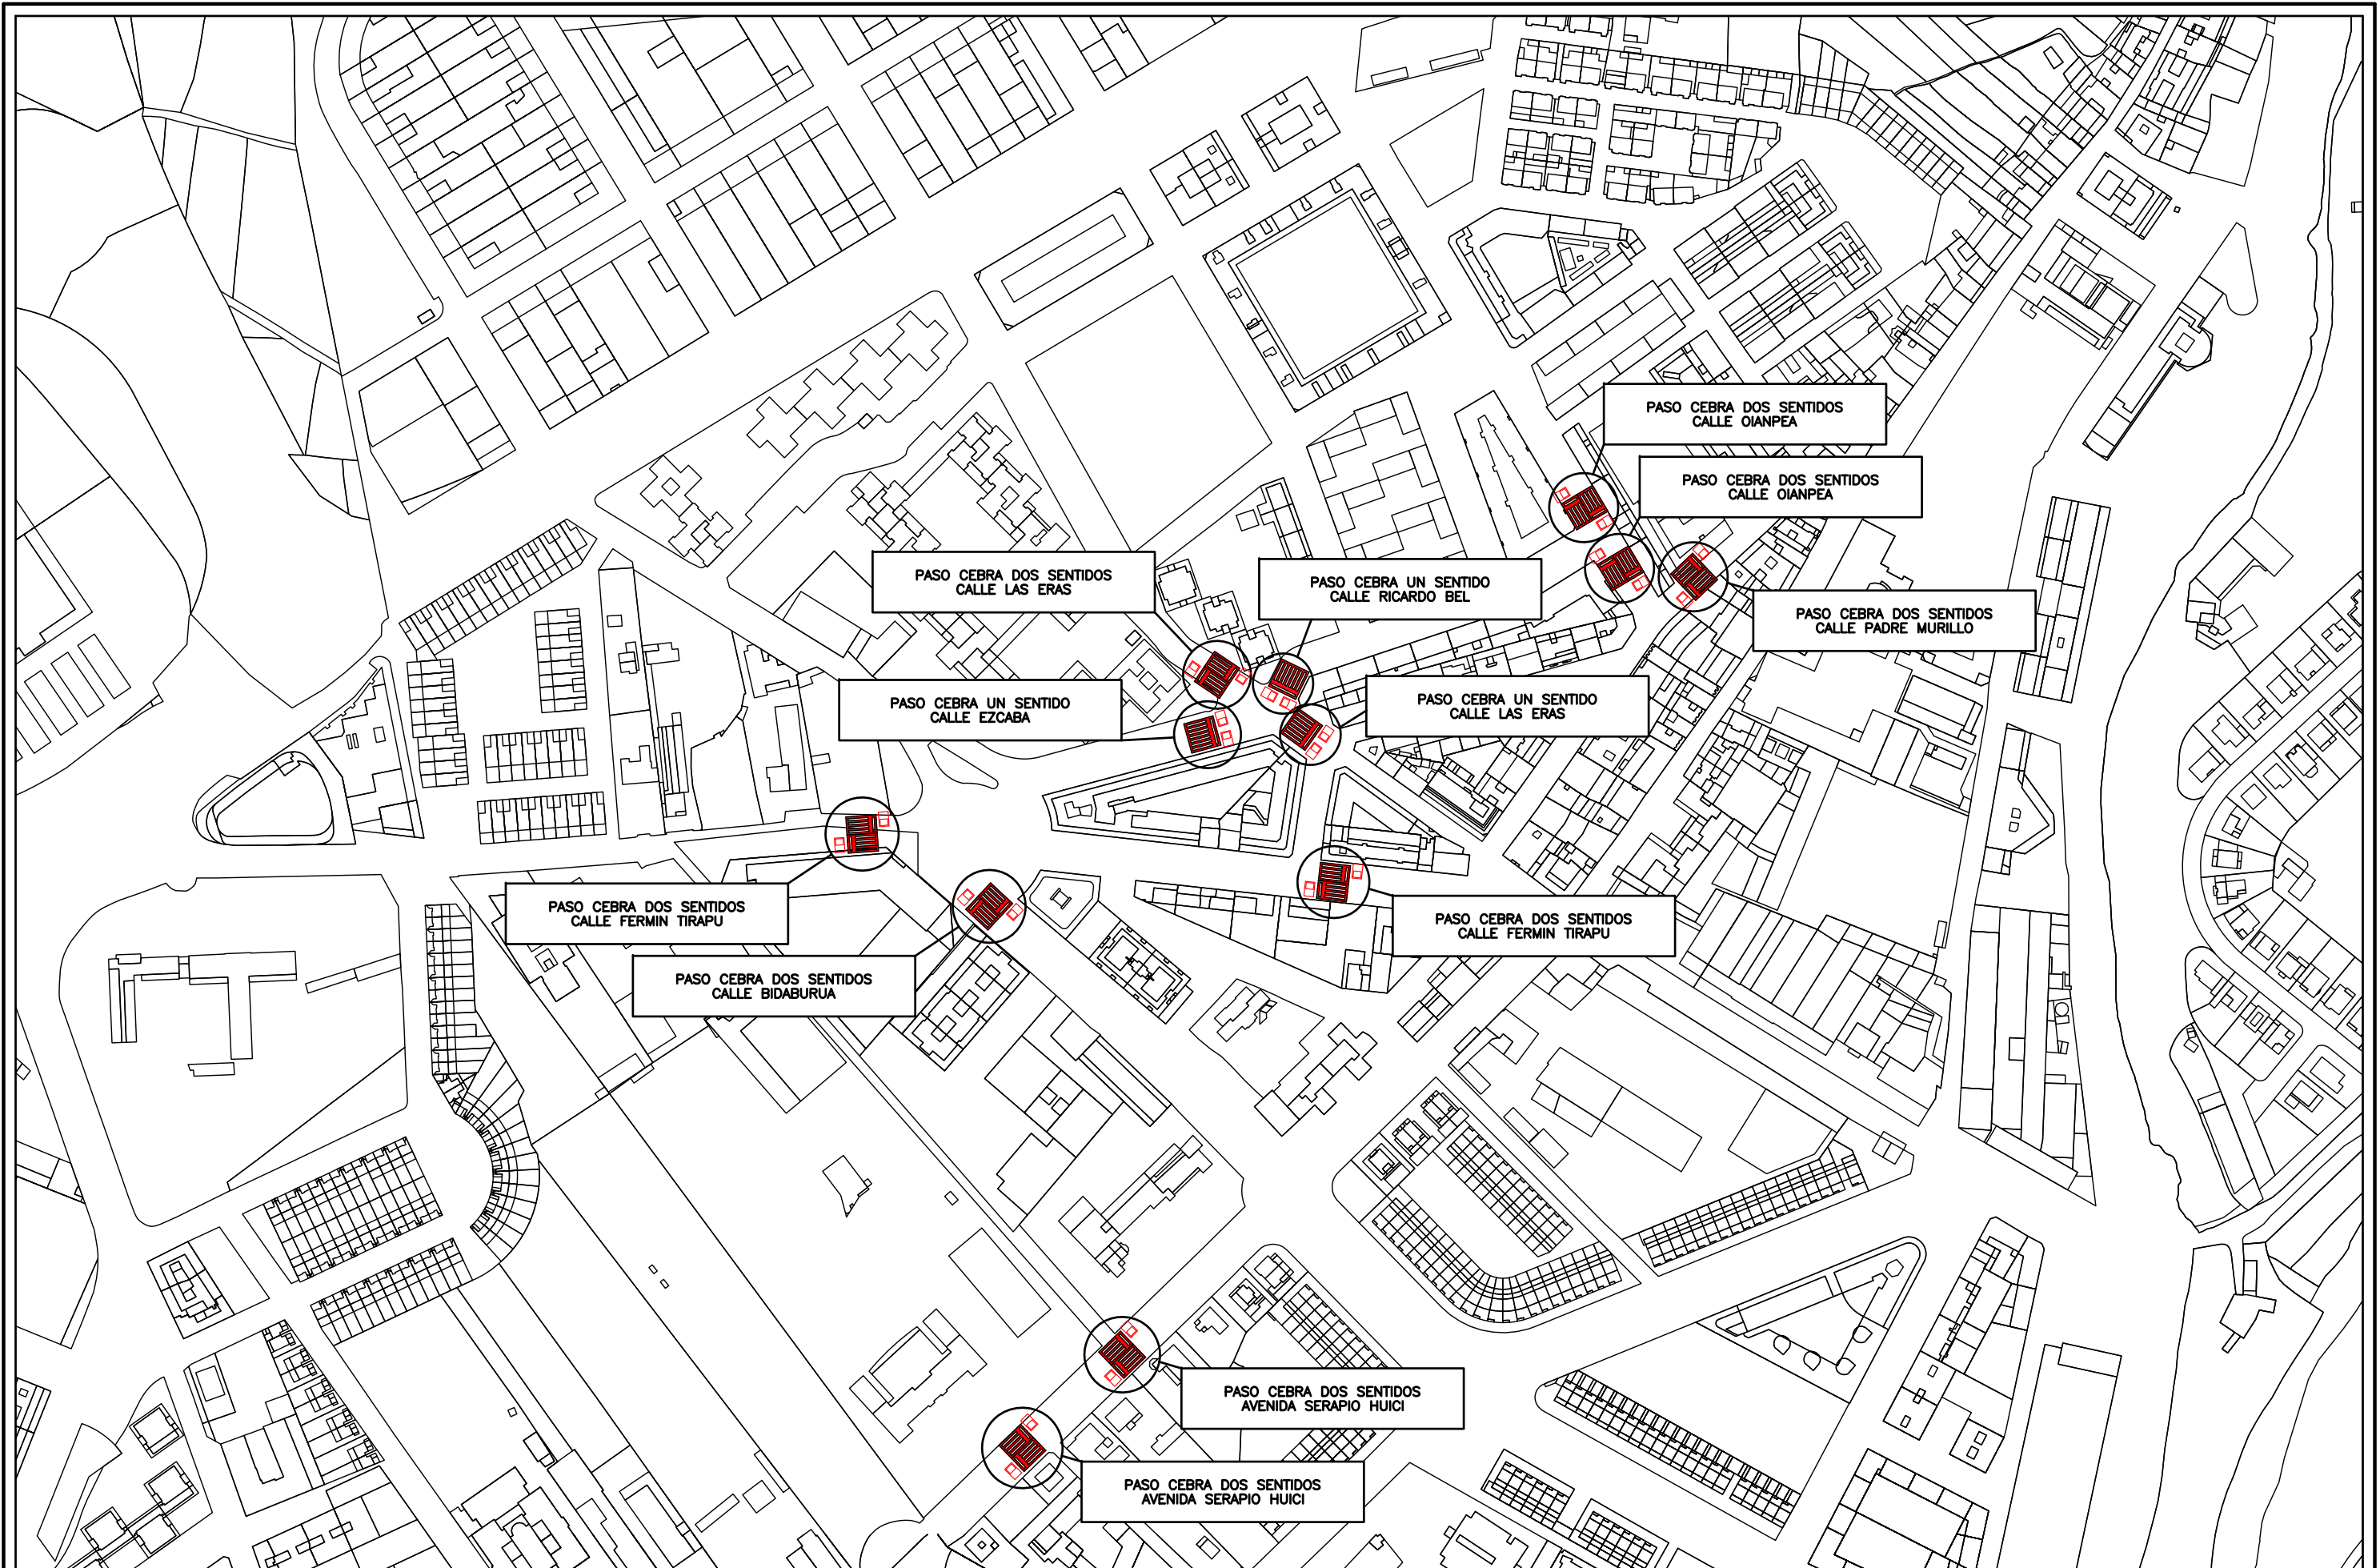 PASO CEBRA DOS SENTIDOS
CALLE OIANPEA
PASO CEBRA DOS SENTIDOS
CALLE OIANPEA
PASO CEBRA DOS SENTIDOS
CALLE LAS ERAS
PASO CEBRA UN SENTIDO
CALLE RICARDO BEL
PASO CEBRA DOS SENTIDOS
CALLE PADRE MURILLO
PASO CEBRA UN SENTIDO
CALLE EZCABA
PASO CEBRA UN SENTIDO
CALLE LAS ERAS
PASO CEBRA DOS SENTIDOS
CALLE FERMIN TIRAPU
PASO CEBRA DOS SENTIDOS
CALLE FERMIN TIRAPU
PASO CEBRA DOS SENTIDOS
CALLE BIDABURUA
PASO CEBRA DOS SENTIDOS
AVENIDA SERAPIO HUICI
PASO CEBRA DOS SENTIDOS
AVENIDA SERAPIO HUICI